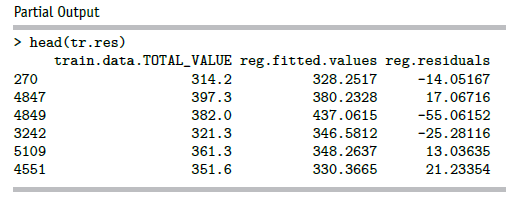 Partial Output
> head(tr.res)
train.data.TOTAL_VALUE reg.fitted.values reg.residuals
270 314.2 328.2517 -14.05167
4847 397.3 380.2328 17.06716
4849 382.0 437.0615 -55.06152
3242 321.3 346.5812 -25.28116
5109 361.3 348.2637 13.03635
4551 351.6 330.3665 21.23354